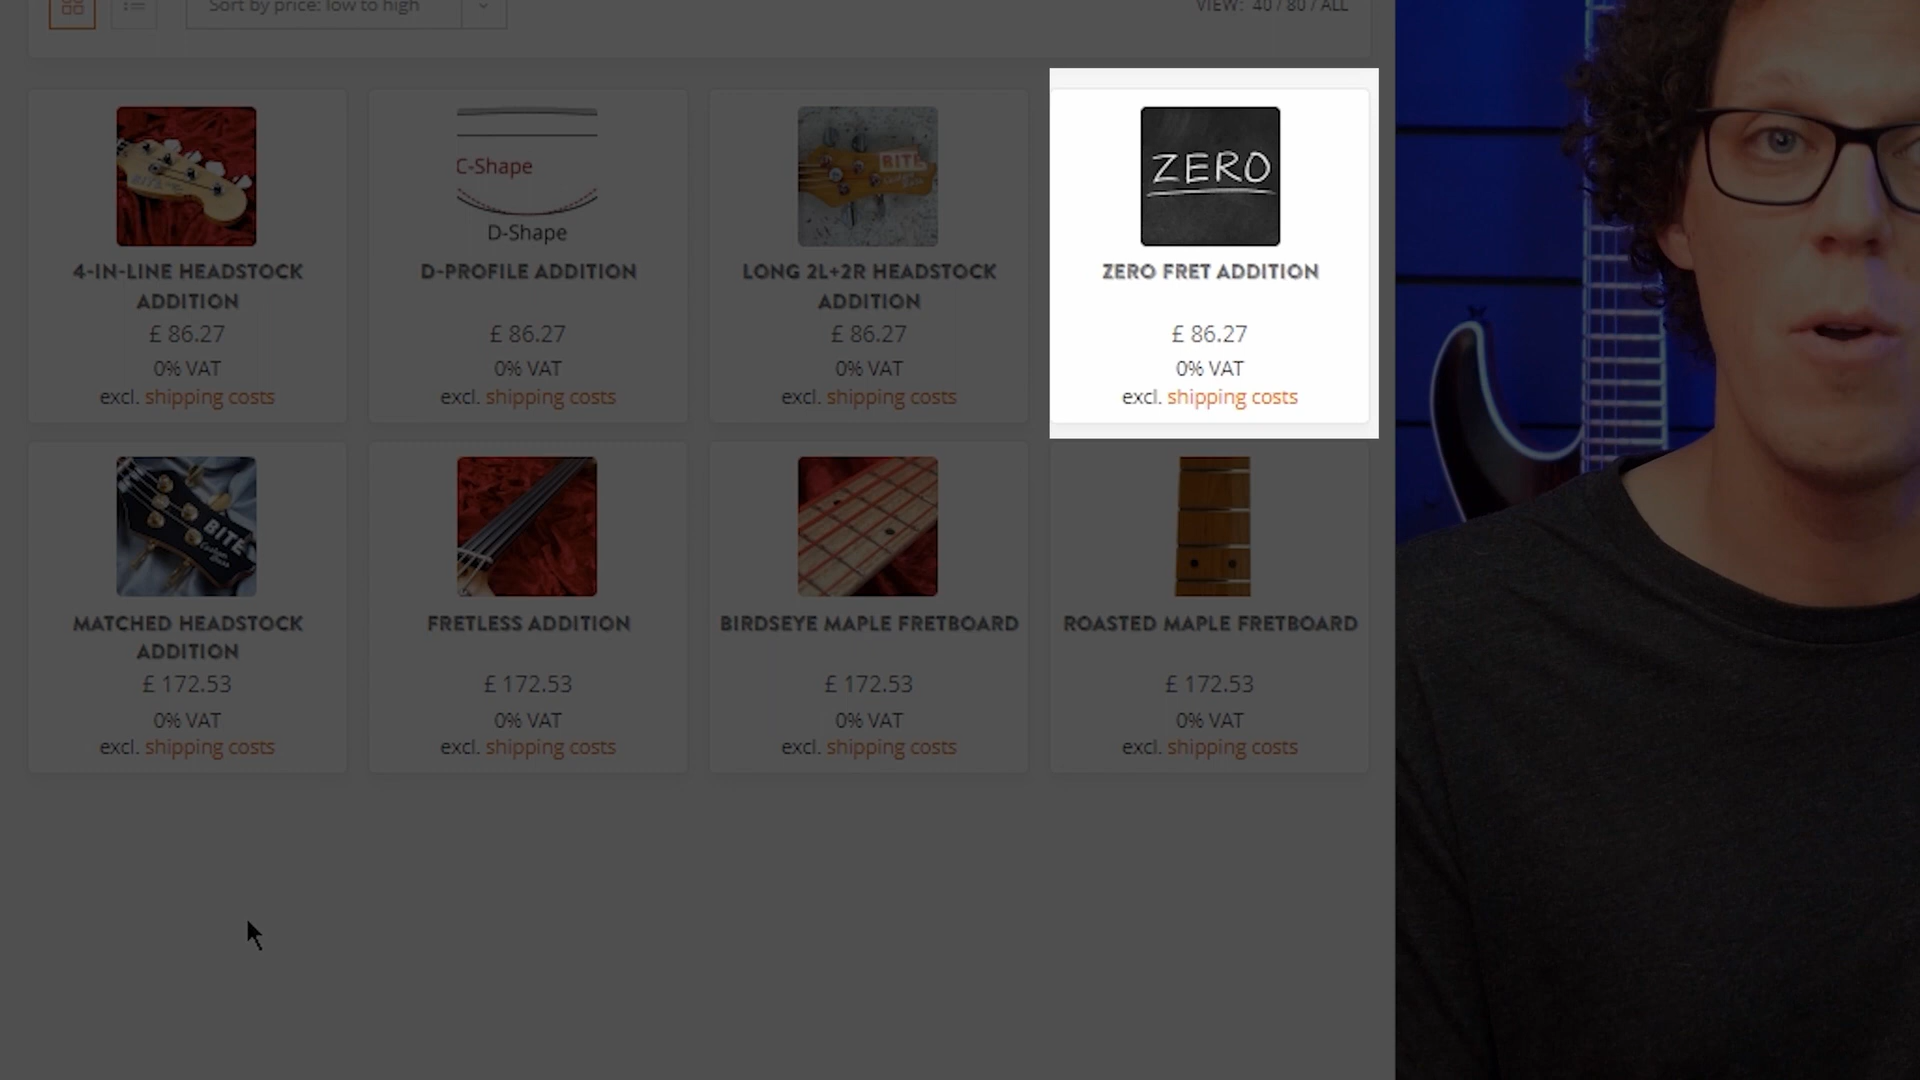 Sort by price: low to high
VIEW: 40 / 80 / ALL
C-Shape
D-Shape
BITE
ZERO
4-IN-LINE HEADSTOCK
ADDITION
£ 86.27
0% VAT
excl. shipping costs
D-PROFILE ADDITION
£ 86.27
0% VAT
excl. shipping costs
LONG 2L+2R HEADSTOCK
ADDITION
£ 86.27
0% VAT
excl. shipping costs
ZERO FRET ADDITION
£ 86.27
0% VAT
excl. shipping costs
BITE
MATCHED HEADSTOCK
ADDITION
£ 172.53
0% VAT
excl. shipping costs
FRETLESS ADDITION
£ 172.53
0% VAT
excl. shipping costs
BIRDSEYE MAPLE FRETBOARD
£ 172.53
0% VAT
excl. shipping costs
ROASTED MAPLE FRETBOARD
£ 172.53
0% VAT
excl. shipping costs